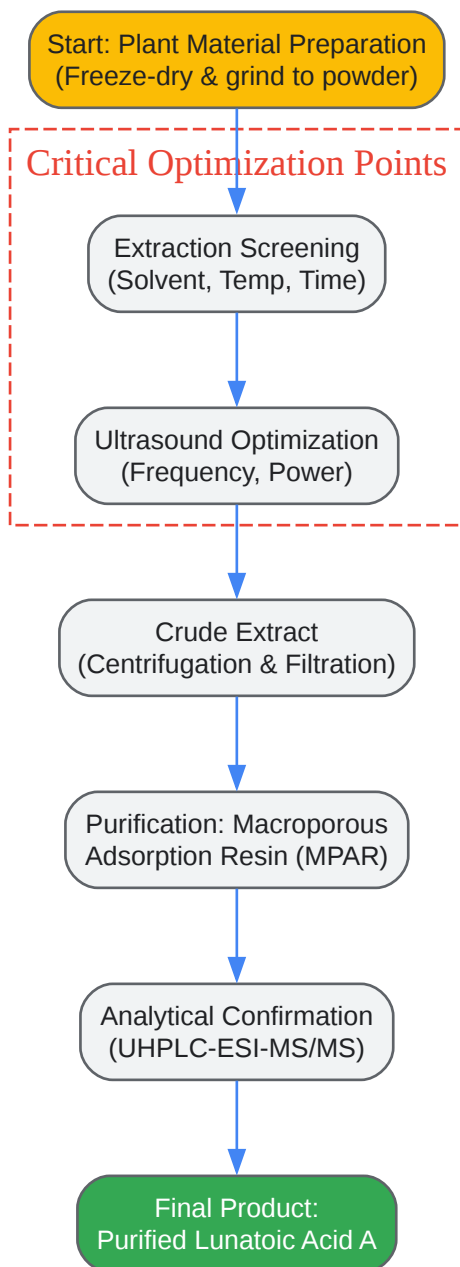 Start: Plant Material Preparation
(Freeze-dry & grind to powder)
Critical Optimization Points
Extraction Screening
(Solvent, Temp, Time)
Ultrasound Optimization
(Frequency, Power)
Crude Extract
(Centrifugation & Filtration)
Purification: Macroporous
Adsorption Resin (MPAR)
Analytical Confirmation
(UHPLC-ESI-MS/MS)
Final Product:
Purified Lunatoic Acid A